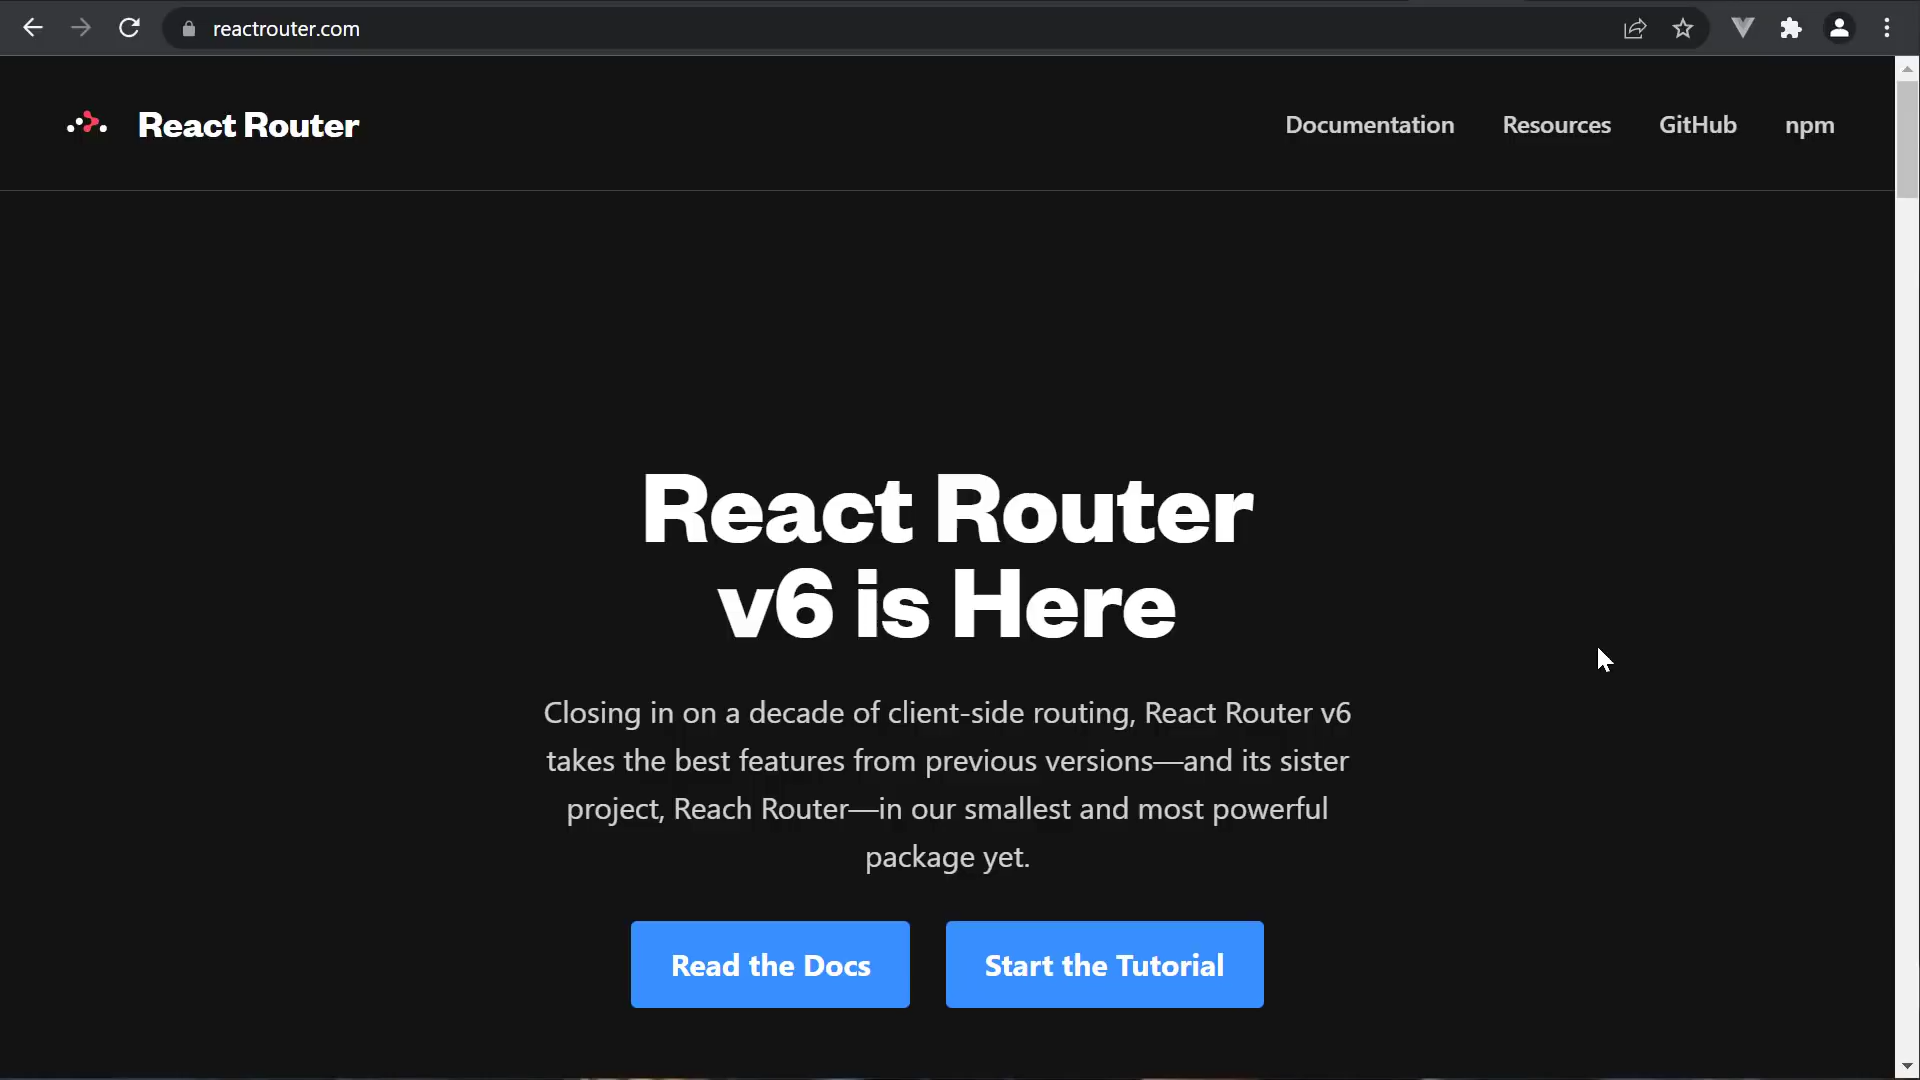 reactrouter.com
React Router
Documentation Resources GitHub npm
React Router
v6 is Here
Closing in on a decade of client-side routing, React Router v6
takes the best features from previous versions—and its sister
project, Reach Router—in our smallest and most powerful
package yet.
Read the Docs Start the Tutorial